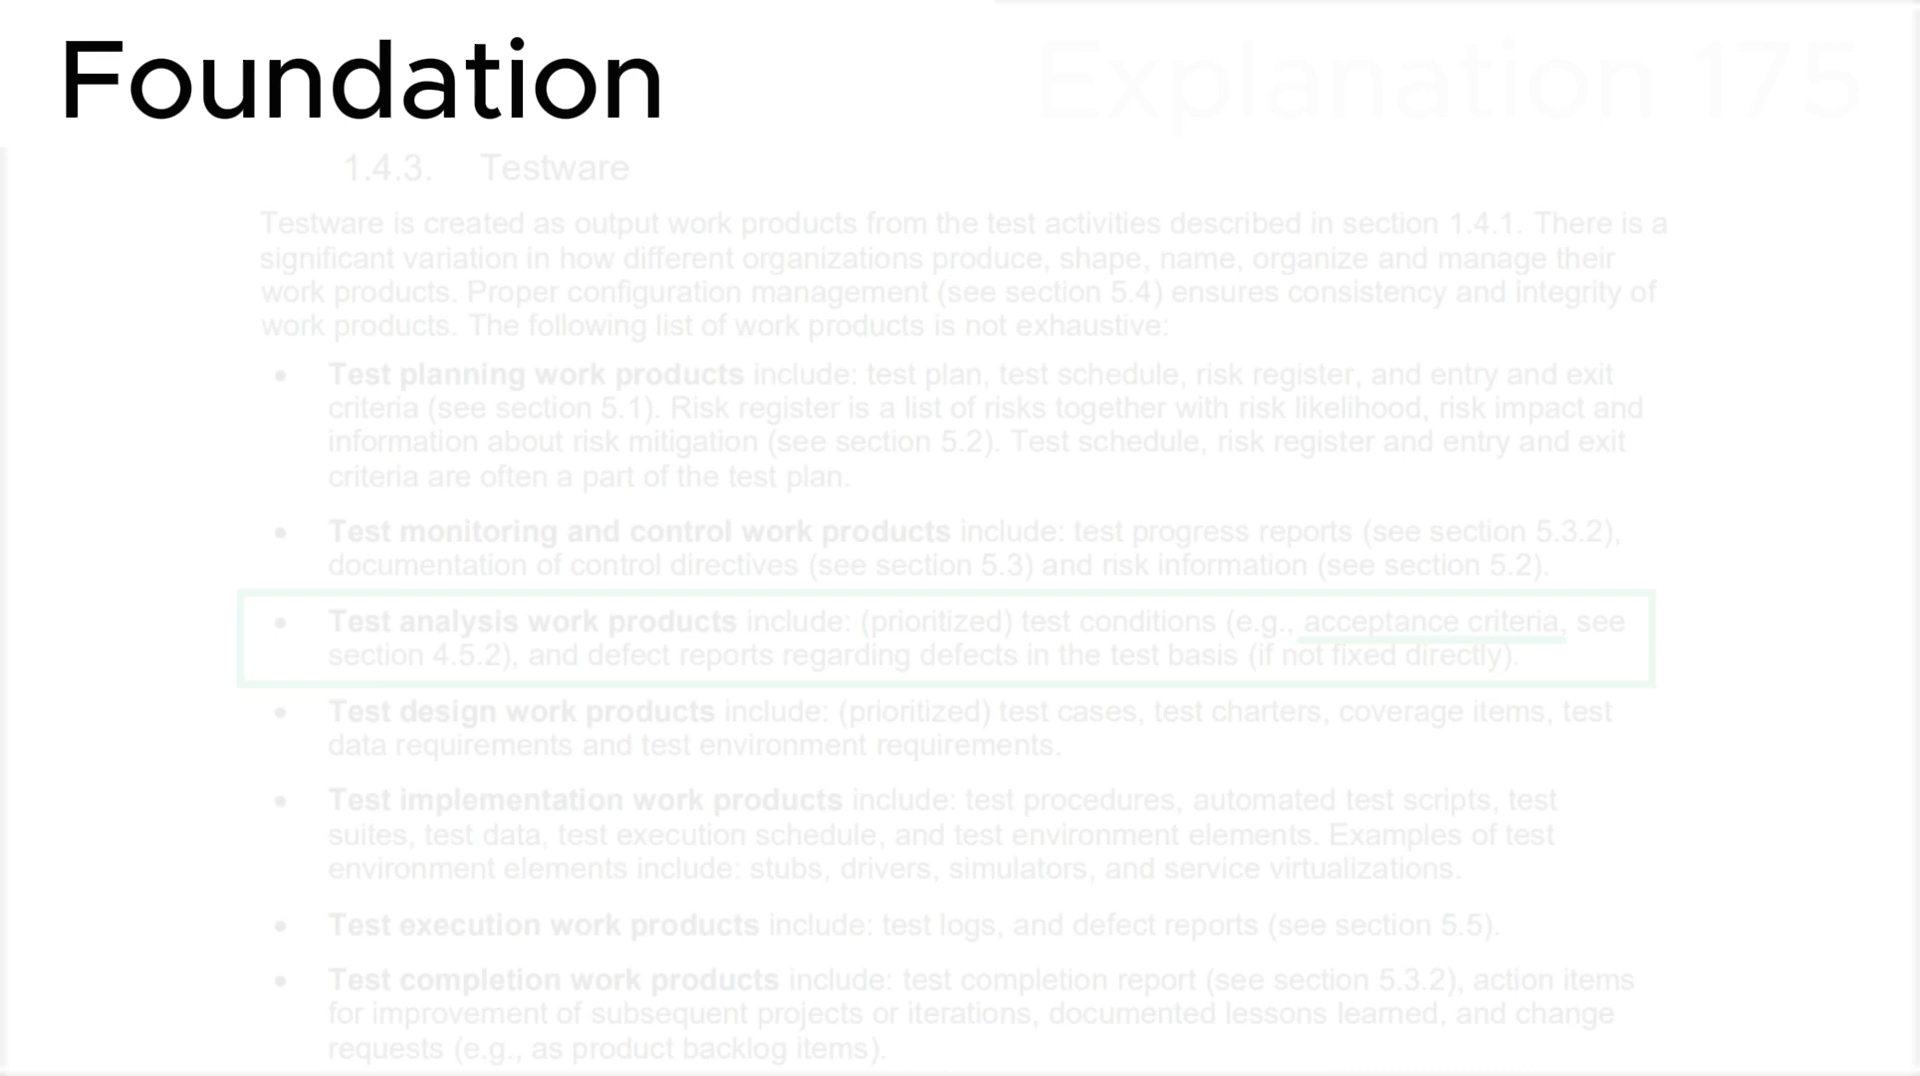 Foundation
Explanation 175
1.4.3. Testware
Testware is created as output work products from the test activities described in section 1.4.1. There is a
significant variation in how different organizations produce, shape, name, organize and manage their
work products. Proper configuration management (see section 5.4) ensures consistency and integrity of
work products. The following list of work products is not exhaustive:
• Test planning work products include: test plan, test schedule, risk register, and entry and exit
criteria (see section 5.1). Risk register is a list of risks together with risk likelihood, risk impact and
information about risk mitigation (see section 5.2). Test schedule, risk register and entry and exit
criteria are often a part of the test plan.
• Test monitoring and control work products include: test progress reports (see section 5.3.2),
documentation of control directives (see section 5.3) and risk information (see section 5.2).
• Test analysis work products include: (prioritized) test conditions (e.g., acceptance criteria, see
section 4.5.2), and defect reports regarding defects in the test basis (if not fixed directly).
• Test design work products include: (prioritized) test cases, test charters, coverage items, test
data requirements and test environment requirements.
• Test implementation work products include: test procedures, automated test scripts, test
suites, test data, test execution schedule, and test environment elements. Examples of test
environment elements include: stubs, drivers, simulators, and service virtualizations.
• Test execution work products include: test logs, and defect reports (see section 5.5).
• Test completion work products include: test completion report (see section 5.3.2), action items
for improvement of subsequent projects or iterations, documented lessons learned, and change
requests (e.g., as product backlog items).